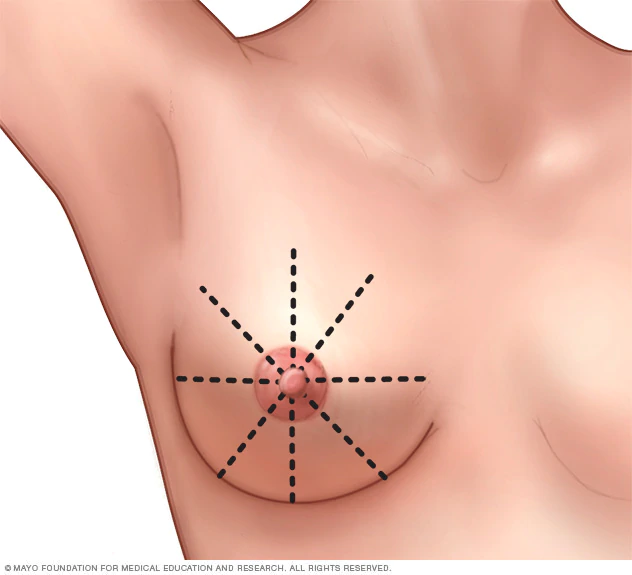 © MAYO FOUNDATION FOR MEDICAL EDUCATION AND RESEARCH. ALL RIGHTS RESERVED.